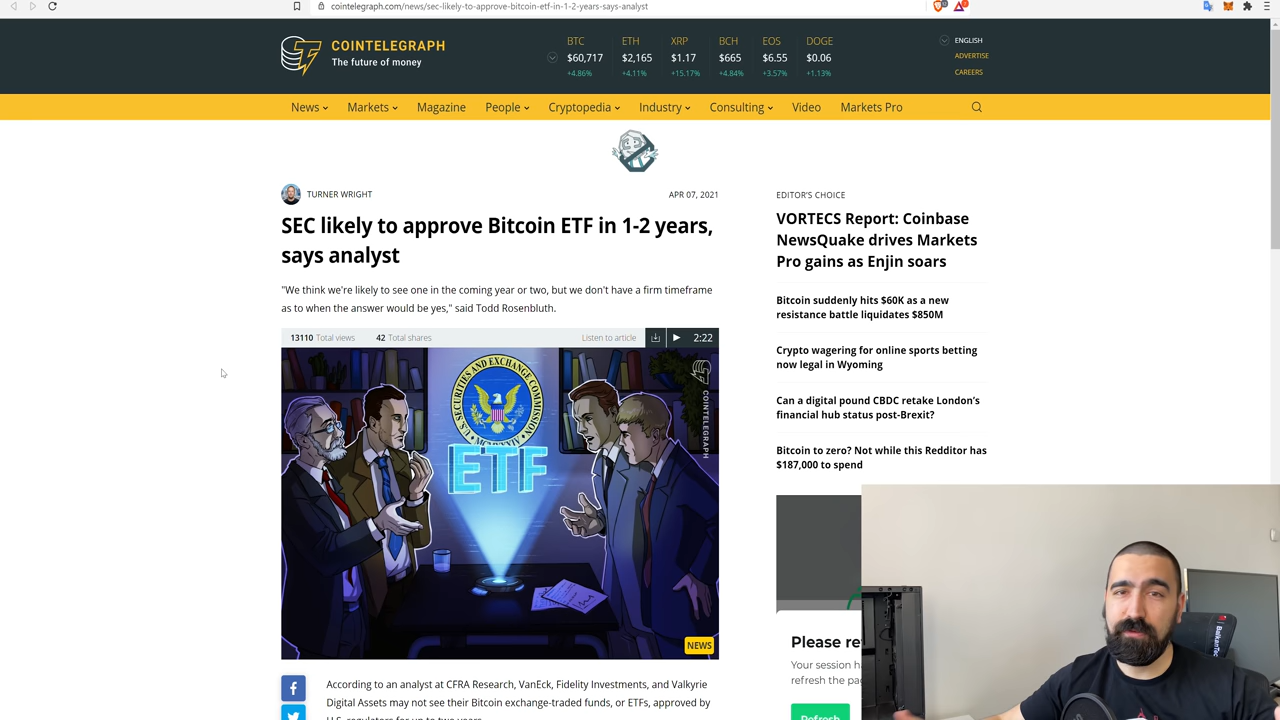 cointelegraph.com/news/sec-likely-to-approve-bitcoin-etf-in-1-2-years-says-analyst
COINTELEGRAPH
The future of money
BTC ETH XRP BCH EOS DOGE
$60,717 $2,165 $1.17 $665 $6.55 $0.06
+4.86% +4.11% +15.17% +4.84% +3.57% +1.13%
ENGLISH
ADVERTISE
CAREERS
News Markets Magazine People Cryptopedia Industry Consulting Video Markets Pro
TURNER WRIGHT
APR 07, 2021
SEC likely to approve Bitcoin ETF in 1-2 years,
says analyst
"We think we're likely to see one in the coming year or two, but we don't have a firm timeframe
as to when the answer would be yes," said Todd Rosenbluth.
13110 Total views 42 Total shares
Listen to article 2:22
SECURITIES AND EXCHANGE COMMISSION
U.S.
MCMXXXIV
ETF
COINTELEGRAPH
NEWS
According to an analyst at CFRA Research, VanEck, Fidelity Investments, and Valkyrie
Digital Assets may not see their Bitcoin exchange-traded funds, or ETFs, approved by
U.S. regulators for up to two years.
EDITOR'S CHOICE
VORTECS Report: Coinbase
NewsQuake drives Markets
Pro gains as Enjin soars
Bitcoin suddenly hits $60K as a new
resistance battle liquidates $850M
Crypto wagering for online sports betting
now legal in Wyoming
Can a digital pound CBDC retake London's
financial hub status post-Brexit?
Bitcoin to zero? Not while this Redditor has
$187,000 to spend
Please re
Your session h
refresh the pa
Refresh